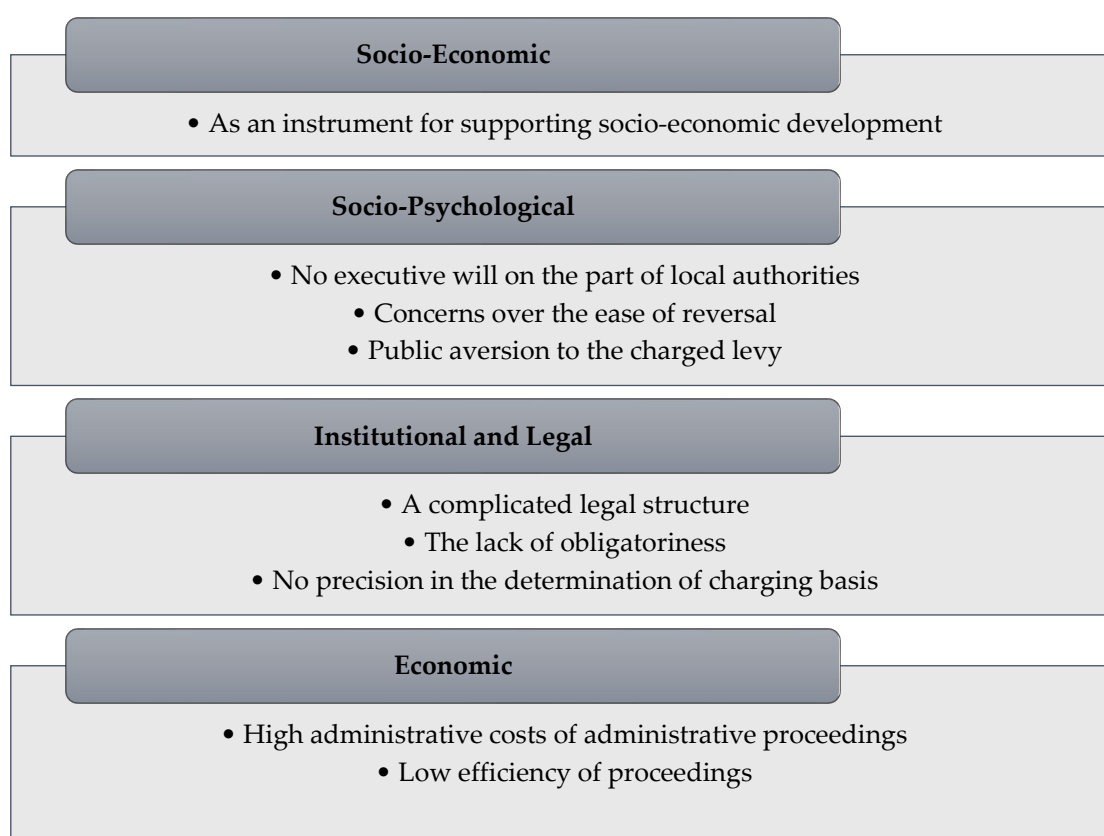 Socio-Economic
• As an instrument for supporting socio-economic development
Socio-Psychological
• No executive will on the part of local authorities
• Concerns over the ease of reversal
• Public aversion to the charged levy
Institutional and Legal
• A complicated legal structure
• The lack of obligatoriness
• No precision in the determination of charging basis
Economic
• High administrative costs of administrative proceedings
• Low efficiency of proceedings